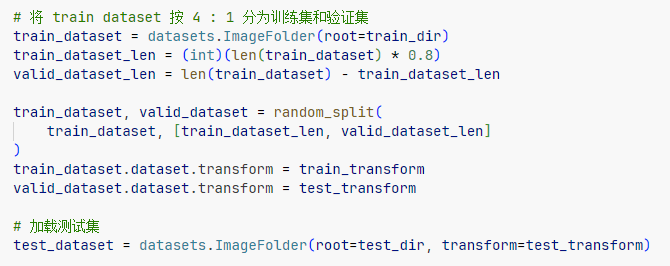 # 将 train dataset 按 4 : 1 分为训练集和验证集
train_dataset = datasets.ImageFolder(root=train_dir)
train_dataset_len = (int)(len(train_dataset) * 0.8)
valid_dataset_len = len(train_dataset) - train_dataset_len

train_dataset, valid_dataset = random_split(
    train_dataset, [train_dataset_len, valid_dataset_len]
)
train_dataset.dataset.transform = train_transform
valid_dataset.dataset.transform = test_transform

# 加载测试集
test_dataset = datasets.ImageFolder(root=test_dir, transform=test_transform)